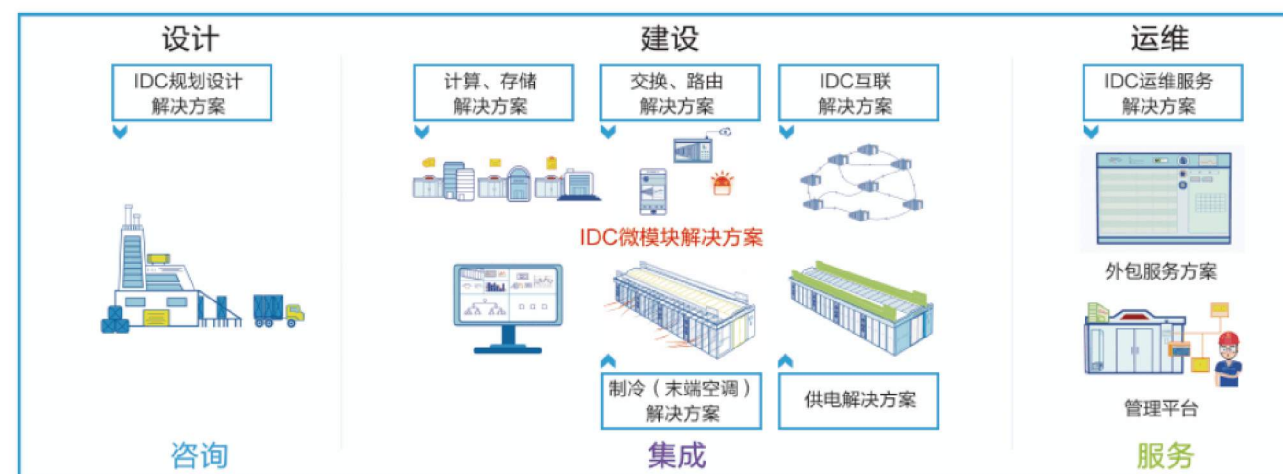 设计
建设
运维
IDC规划设计
解决方案
计算、存储
解决方案
交换、路由
解决方案
IDC互联
解决方案
IDC运维服务
解决方案
IDC微模块解决方案
外包服务方案
制冷（末端空调）
解决方案
供电解决方案
管理平台
咨询
集成
服务